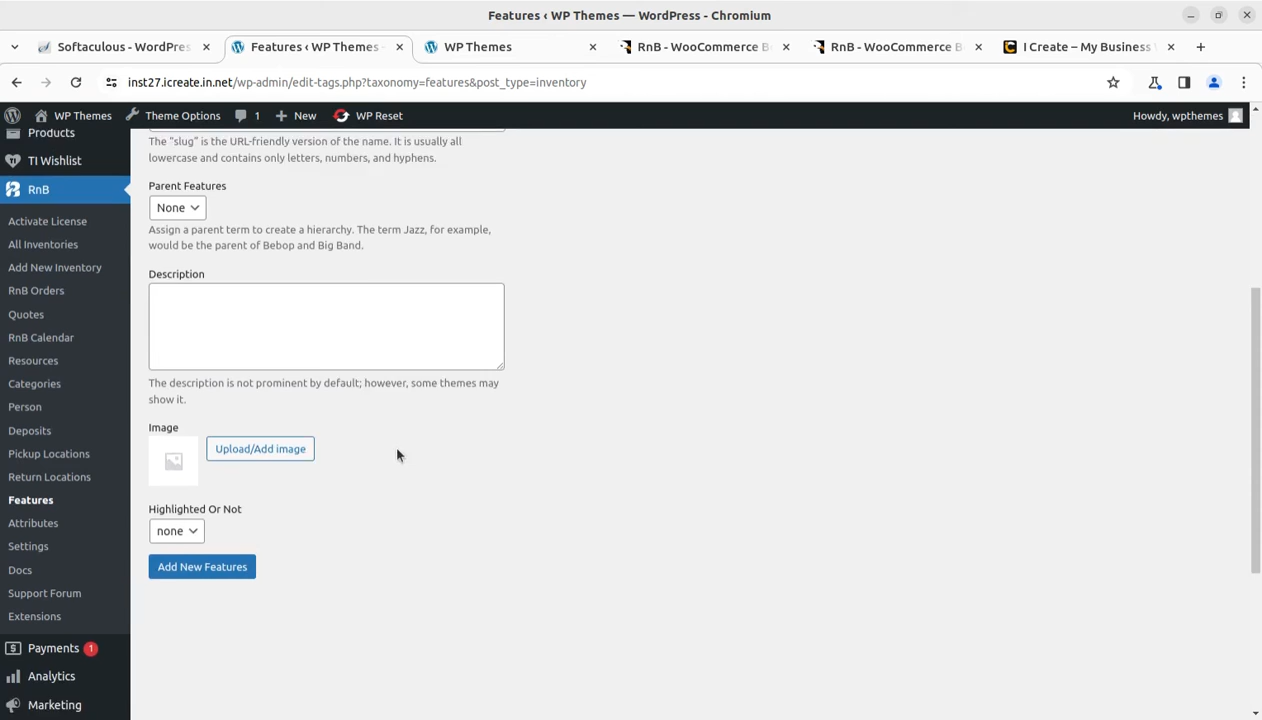 Features ‹ WP Themes — WordPress - Chromium
Softaculous - WordPres
Features ‹ WP Themes -
WP Themes
RnB - WooCommerce B
RnB - WooCommerce B
I Create – My Business
inst27.icreate.in.net/wp-admin/edit-tags.php?taxonomy=features&post_type=inventory
WP Themes
Theme Options
1
New
WP Reset
Howdy, wpthemes
Products
TI Wishlist
RnB
Activate License
All Inventories
Add New Inventory
RnB Orders
Quotes
RnB Calendar
Resources
Categories
Person
Deposits
Pickup Locations
Return Locations
Features
Attributes
Settings
Docs
Support Forum
Extensions
Payments 1
Analytics
Marketing
The "slug" is the URL-friendly version of the name. It is usually all
lowercase and contains only letters, numbers, and hyphens.
Parent Features
None
Assign a parent term to create a hierarchy. The term Jazz, for example,
would be the parent of Bebop and Big Band.
Description
The description is not prominent by default; however, some themes may
show it.
Image
Upload/Add image
Highlighted Or Not
none
Add New Features